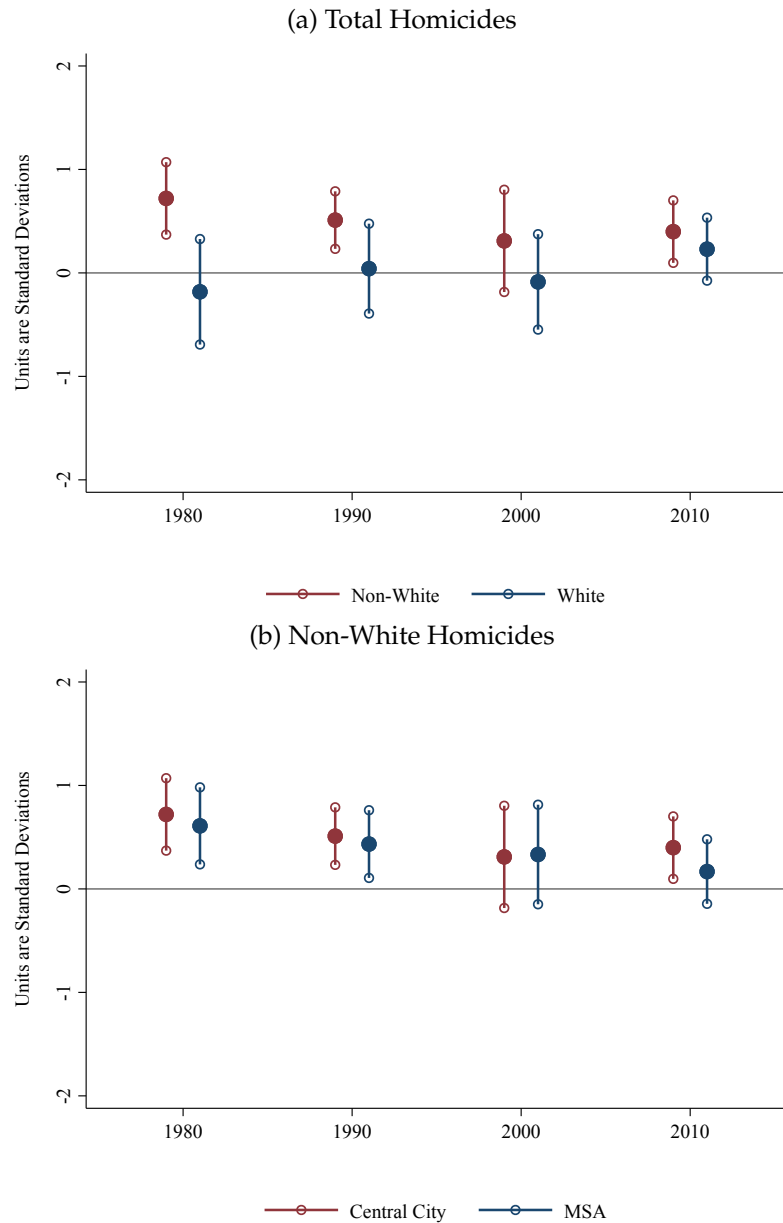 (a) Total Homicides
Units are Standard Deviations
2
1
0
-1
-2
1980 1990 2000 2010
Non-White White
(b) Non-White Homicides
Units are Standard Deviations
2
1
0
-1
-2
1980 1990 2000 2010
Central City MSA